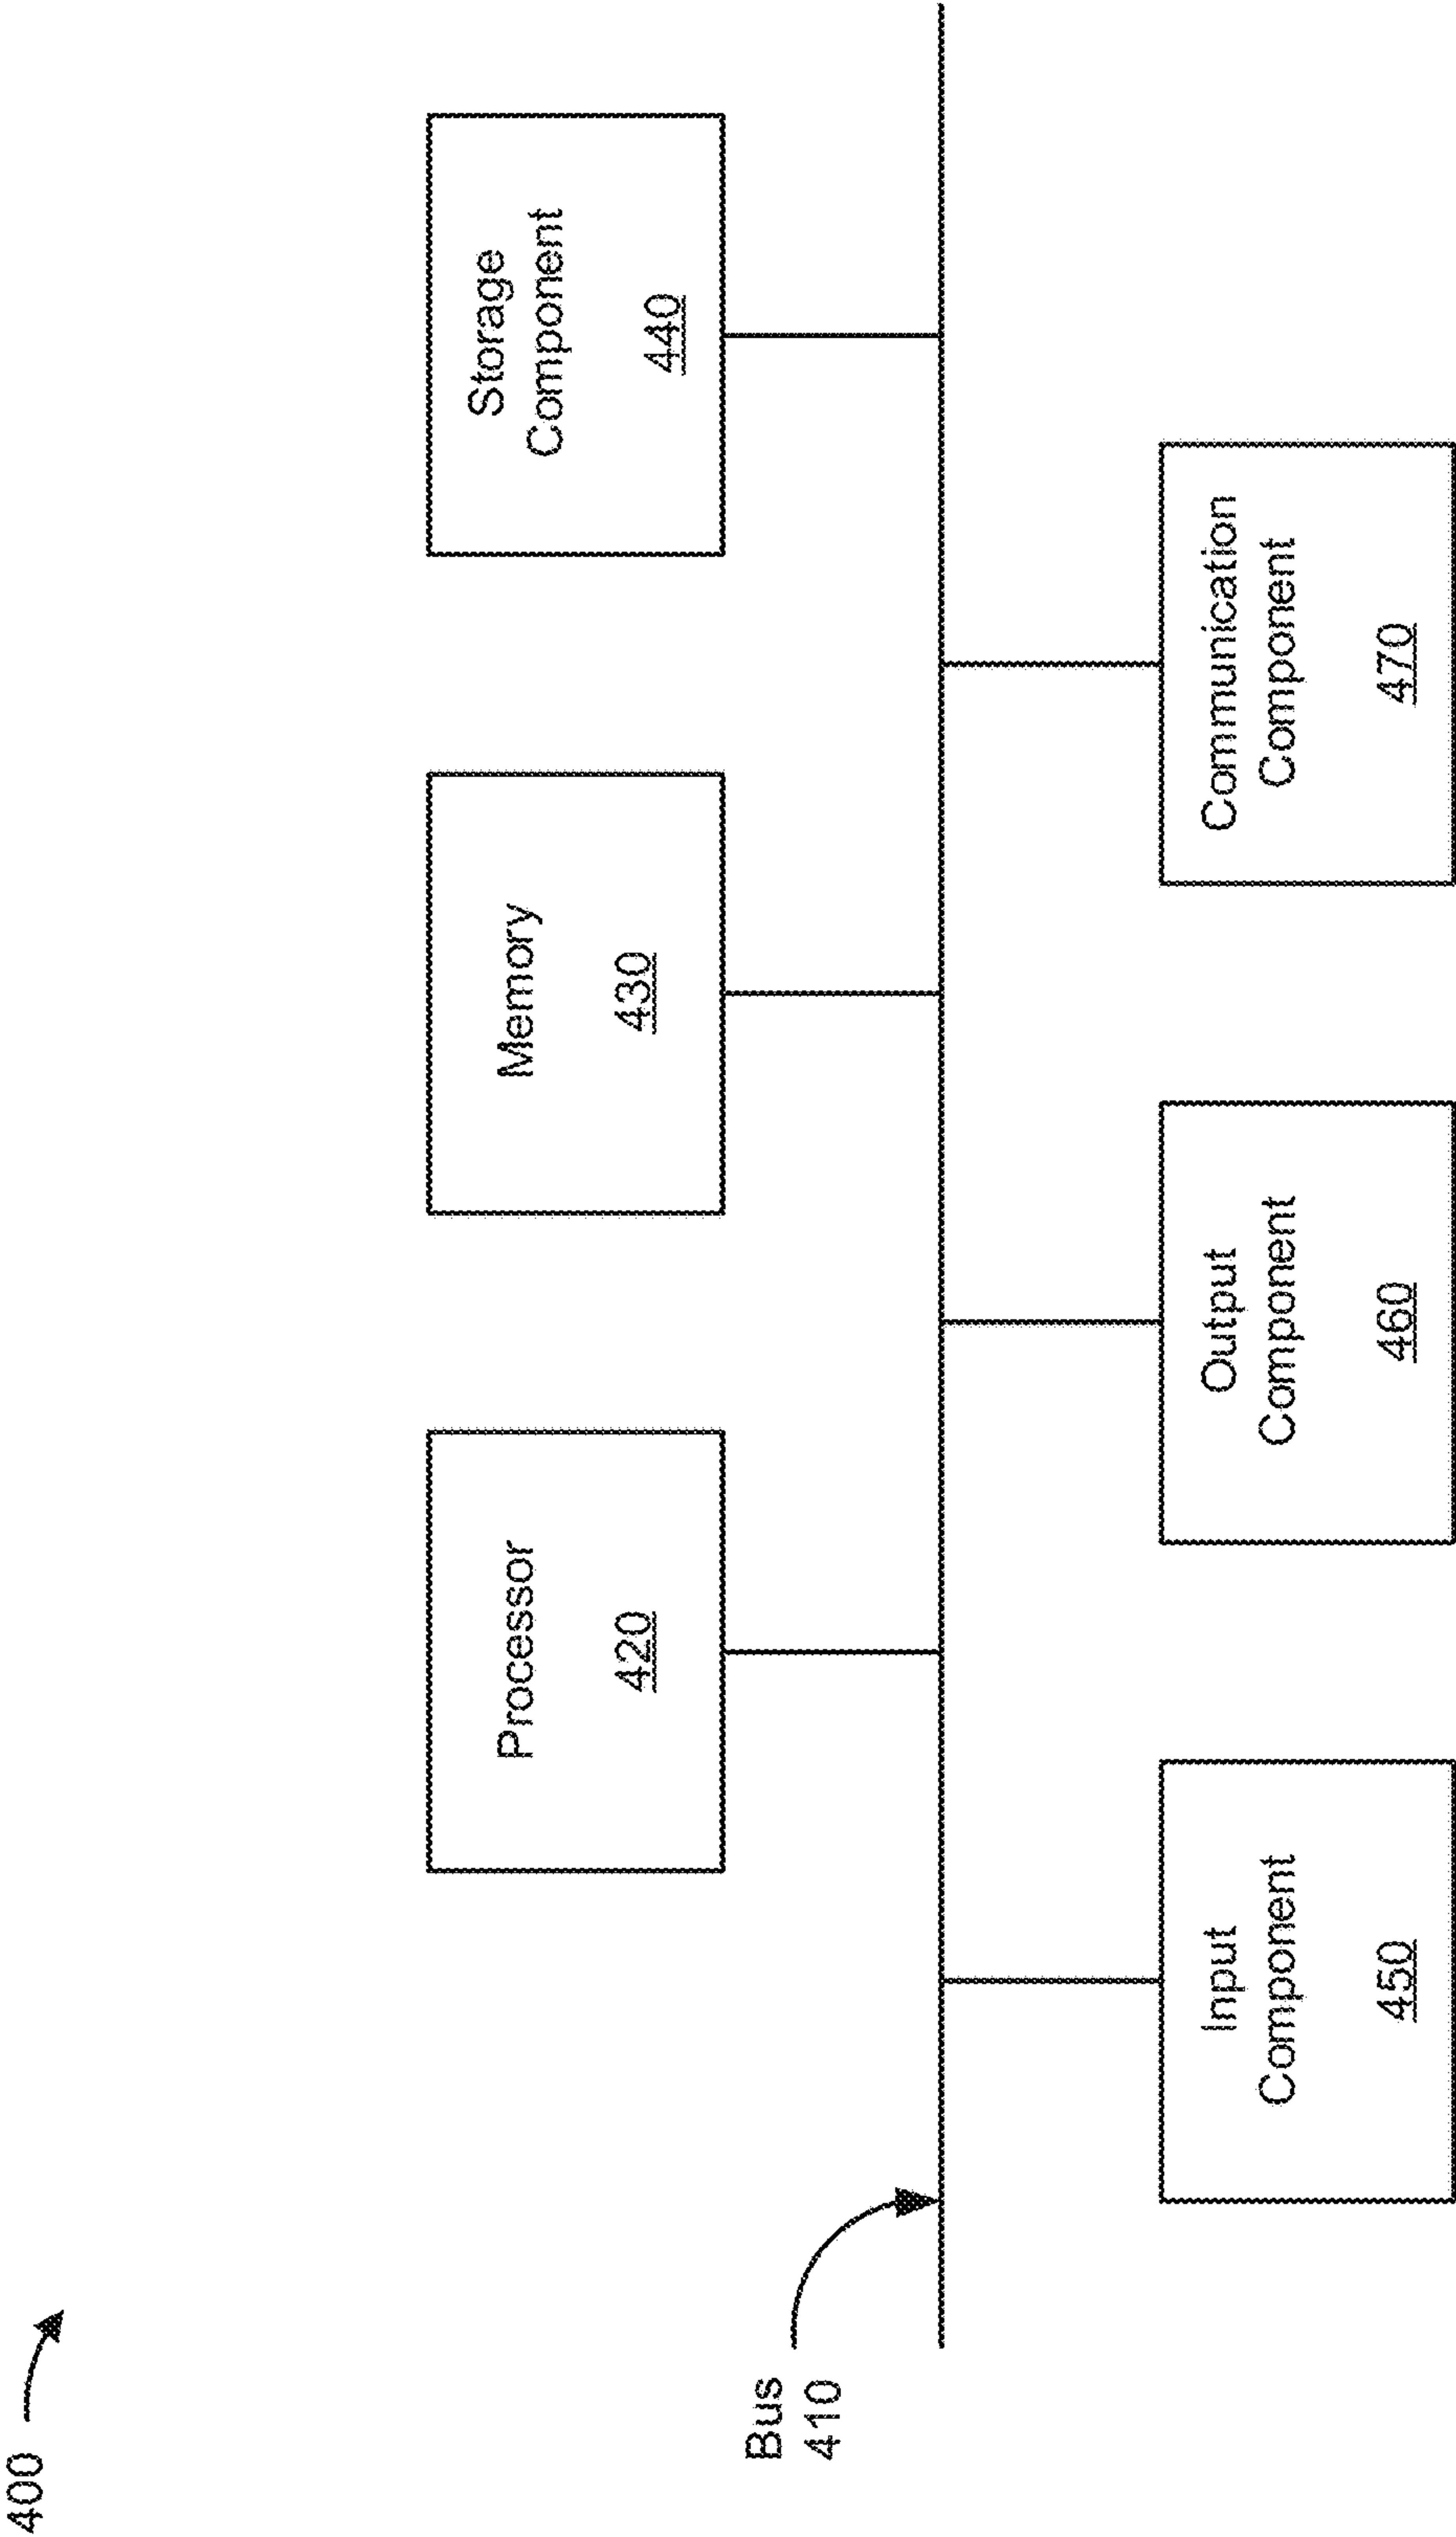 400
Bus
410
Processor
420
Memory
430
Storage
Component
440
Input
Component
450
Output
Component
460
Communication
Component
470